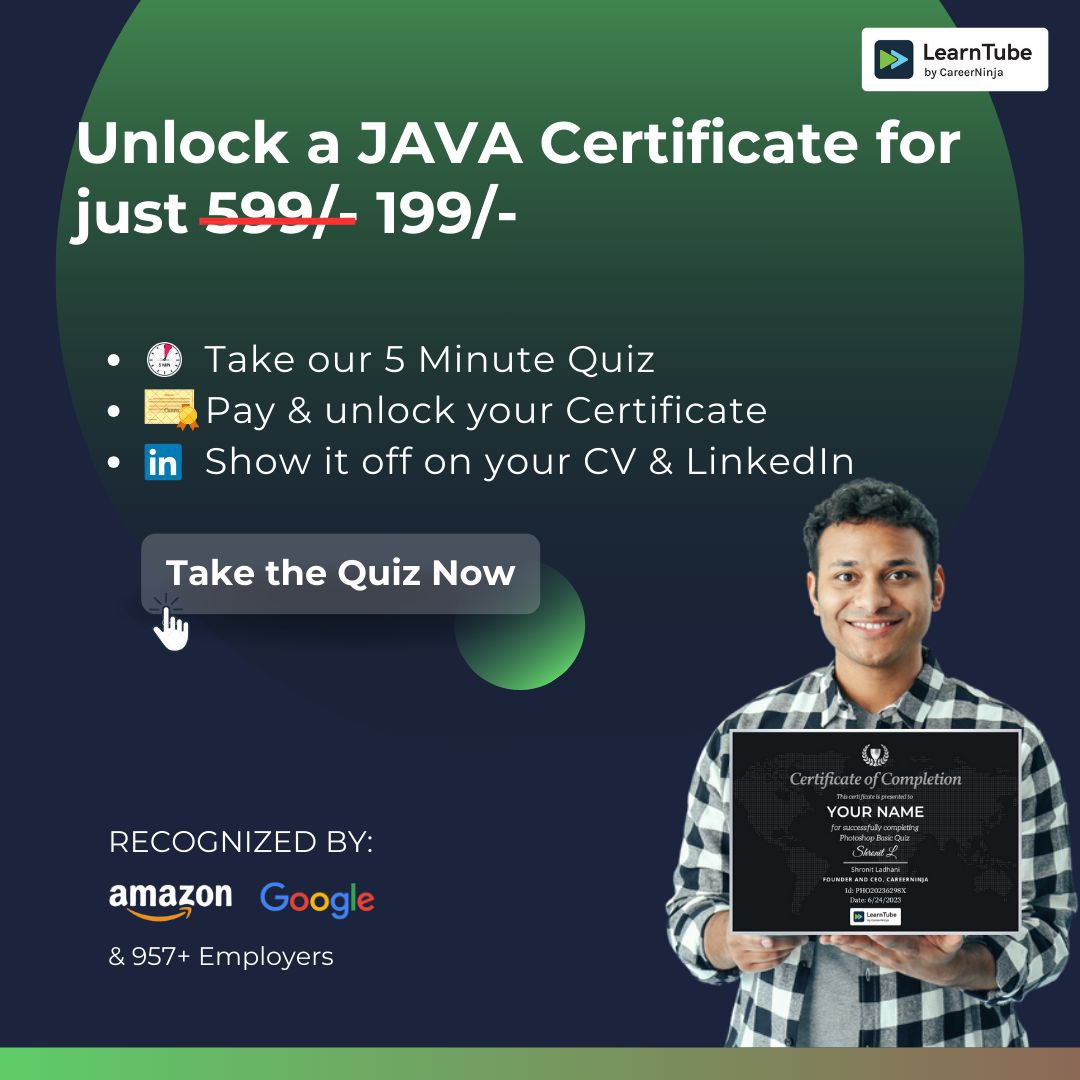 LearnTube
by CareerNinja
Unlock a JAVA Certificate for
just 599/- 199/-
5 MIN
Take our 5 Minute Quiz
Pay & unlock your Certificate
in Show it off on your CV & LinkedIn
Take the Quiz Now
Certificate of Completion
This certificate is presented to
YOUR NAME
for successfully completing
Photoshop Basic Quiz
Shronit L
Shronit Ladhani
FOUNDER AND CEO, CAREERNINJA
Id: PHO20236298X
Date: 6/24/2023
LearnTube
by CareerNinja
RECOGNIZED BY:
amazon Google
& 957+ Employers